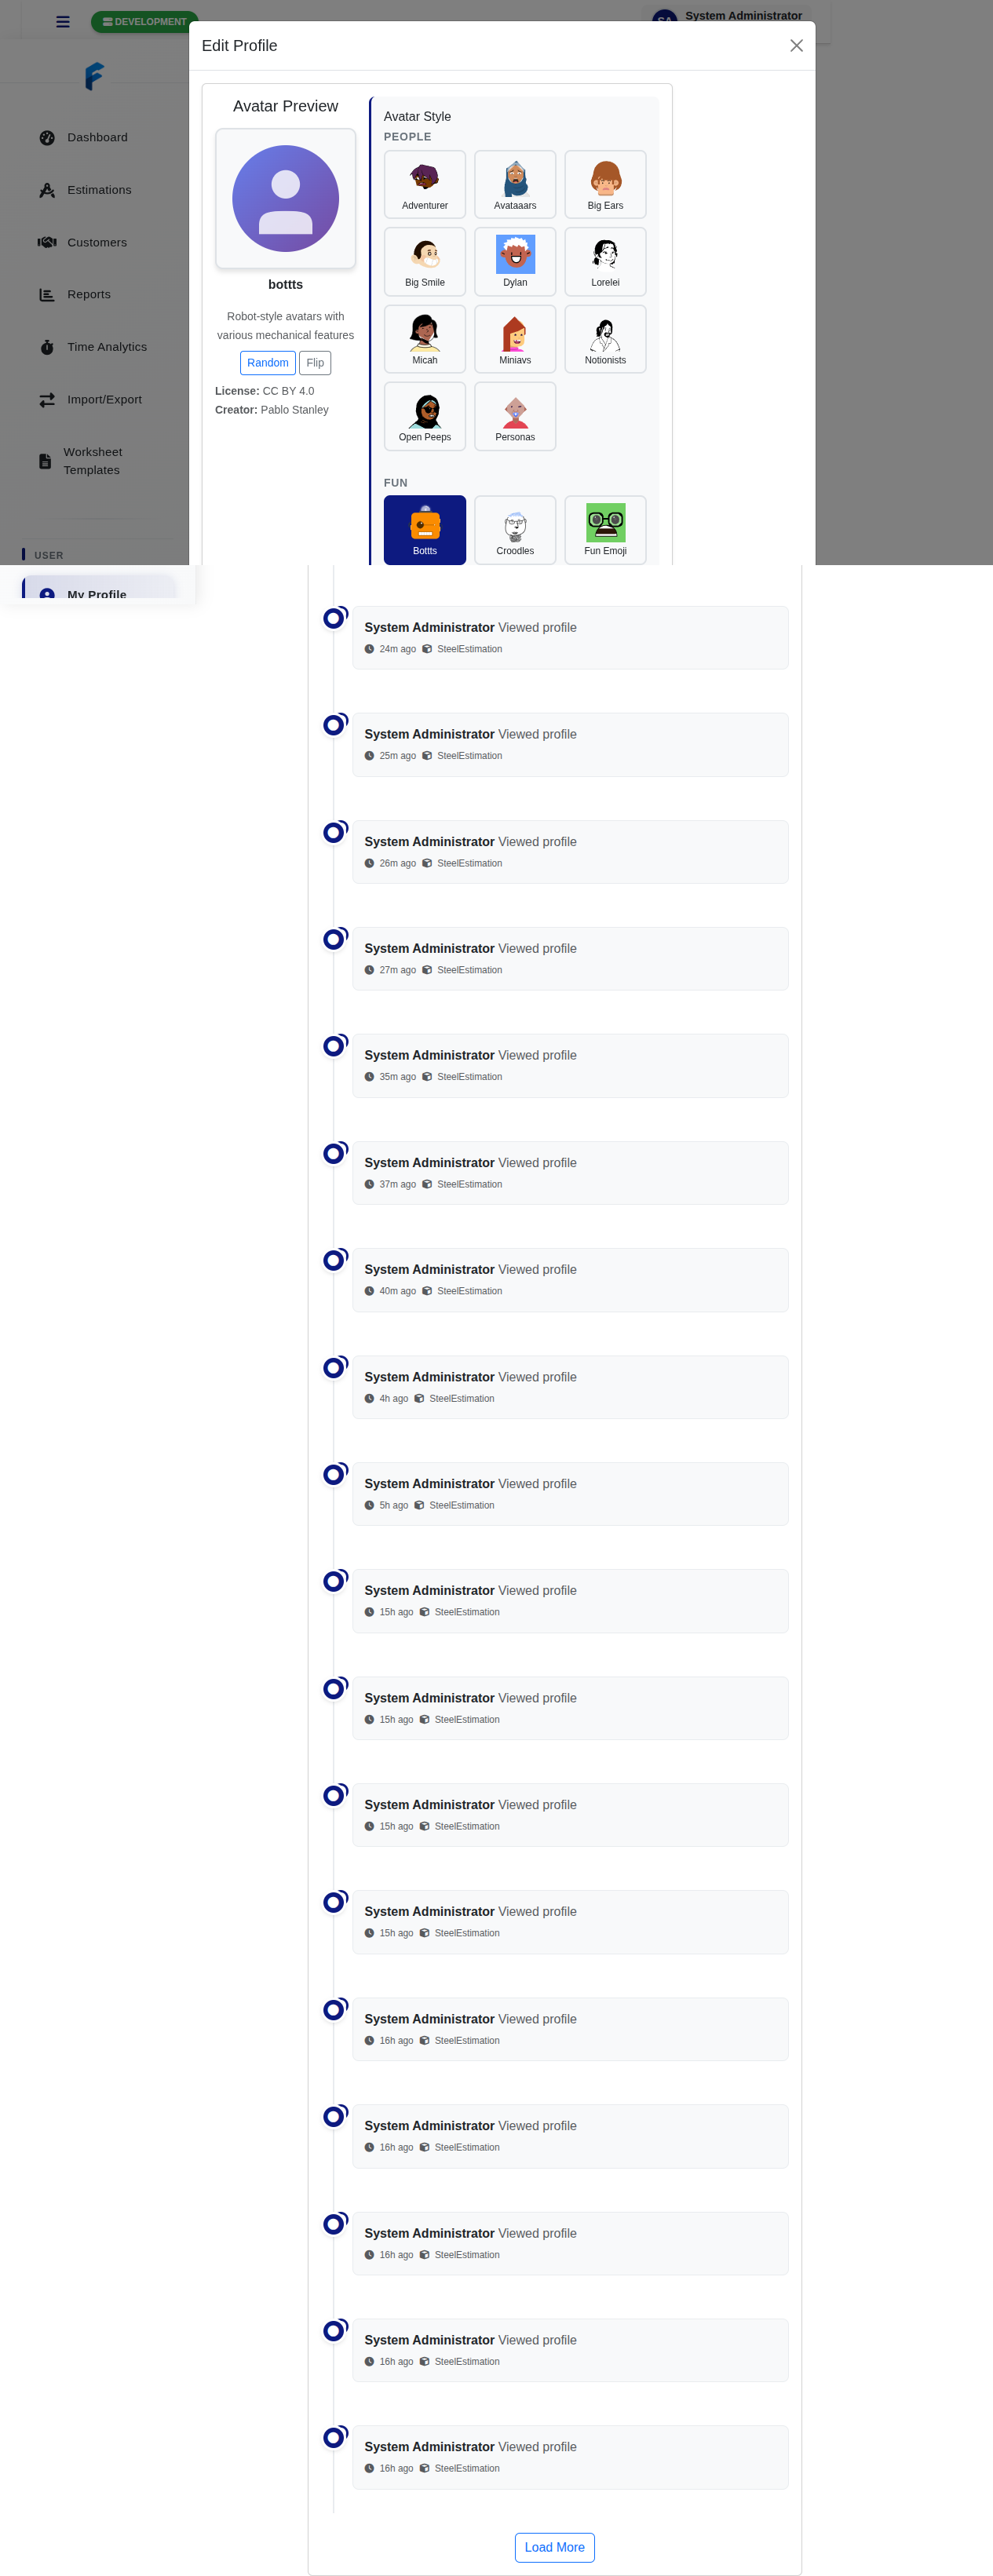 DEVELOPMENT
SA
System Administrator
Edit Profile
Dashboard
Estimations
Customers
Reports
Time Analytics
Import/Export
Worksheet
Templates
USER
My Profile
Avatar Preview
bottts
Robot-style avatars with
various mechanical features
Random Flip
License: CC BY 4.0
Creator: Pablo Stanley
Avatar Style
PEOPLE
Adventurer Avataaars Big Ears
Big Smile Dylan Lorelei
Micah Miniavs Notionists
Open Peeps Personas
FUN
Bottts Croodles Fun Emoji
System Administrator Viewed profile
24m ago SteelEstimation
System Administrator Viewed profile
25m ago SteelEstimation
System Administrator Viewed profile
26m ago SteelEstimation
System Administrator Viewed profile
27m ago SteelEstimation
System Administrator Viewed profile
35m ago SteelEstimation
System Administrator Viewed profile
37m ago SteelEstimation
System Administrator Viewed profile
40m ago SteelEstimation
System Administrator Viewed profile
4h ago SteelEstimation
System Administrator Viewed profile
5h ago SteelEstimation
System Administrator Viewed profile
15h ago SteelEstimation
System Administrator Viewed profile
15h ago SteelEstimation
System Administrator Viewed profile
15h ago SteelEstimation
System Administrator Viewed profile
15h ago SteelEstimation
System Administrator Viewed profile
16h ago SteelEstimation
System Administrator Viewed profile
16h ago SteelEstimation
System Administrator Viewed profile
16h ago SteelEstimation
System Administrator Viewed profile
16h ago SteelEstimation
System Administrator Viewed profile
16h ago SteelEstimation
Load More